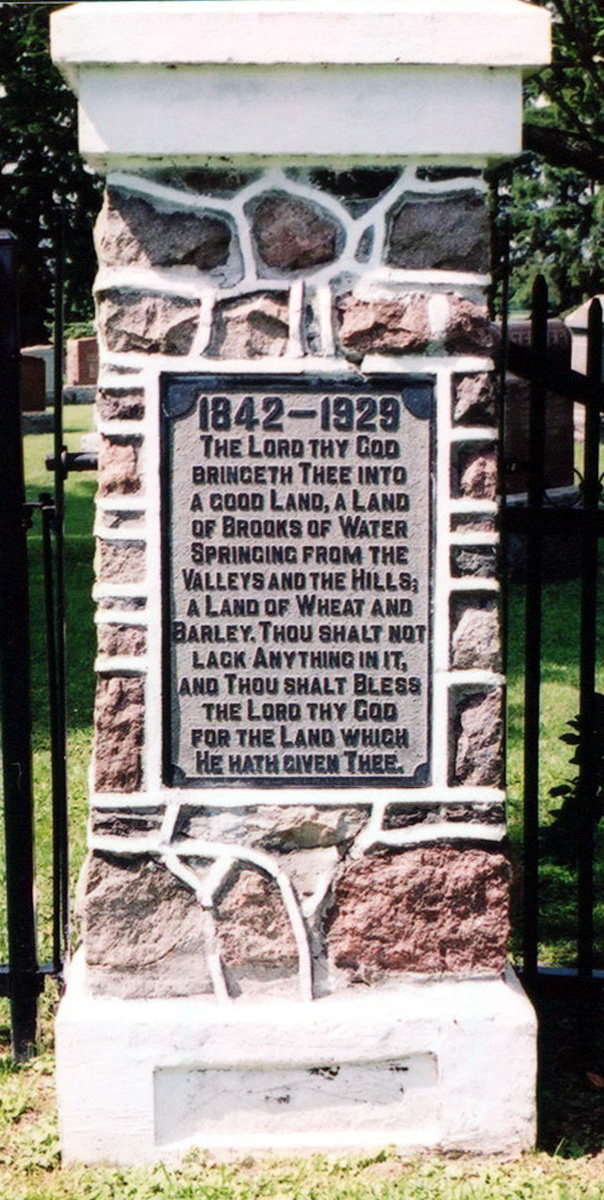 1842–1929
The Lord thy God
bringeth Thee into
a good Land, a Land
of Brooks of Water
Springing from the
Valleys and the Hills;
a Land of Wheat and
Barley. Thou shalt not
lack Anything in it,
and Thou shalt Bless
the Lord thy God
for the Land which
He hath given Thee.